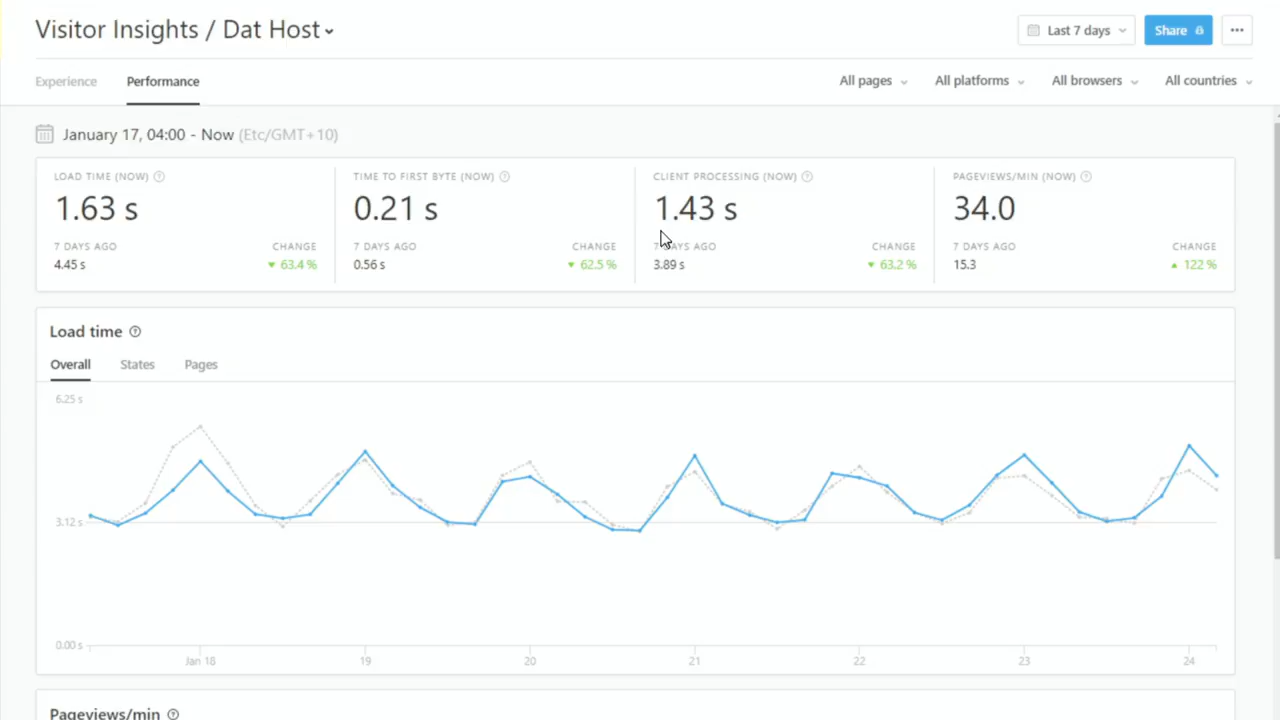 Visitor Insights / Dat Host
Last 7 days
Share
Experience
Performance
All pages
All platforms
All browsers
All countries
January 17, 04:00 - Now (Etc/GMT+10)
LOAD TIME (NOW)
TIME TO FIRST BYTE (NOW)
CLIENT PROCESSING (NOW)
PAGEVIEWS/MIN (NOW)
1.63 s
0.21 s
1.43 s
34.0
7 DAYS AGO
CHANGE
7 DAYS AGO
CHANGE
7 DAYS AGO
CHANGE
7 DAYS AGO
CHANGE
4.45 s
63.4 %
0.56 s
62.5 %
3.89 s
63.2 %
15.3
122 %
Load time
Overall
States
Pages
6.25 s
3.12 s
0.00 s
Jan 18
19
20
21
22
23
24
Pageviews/min